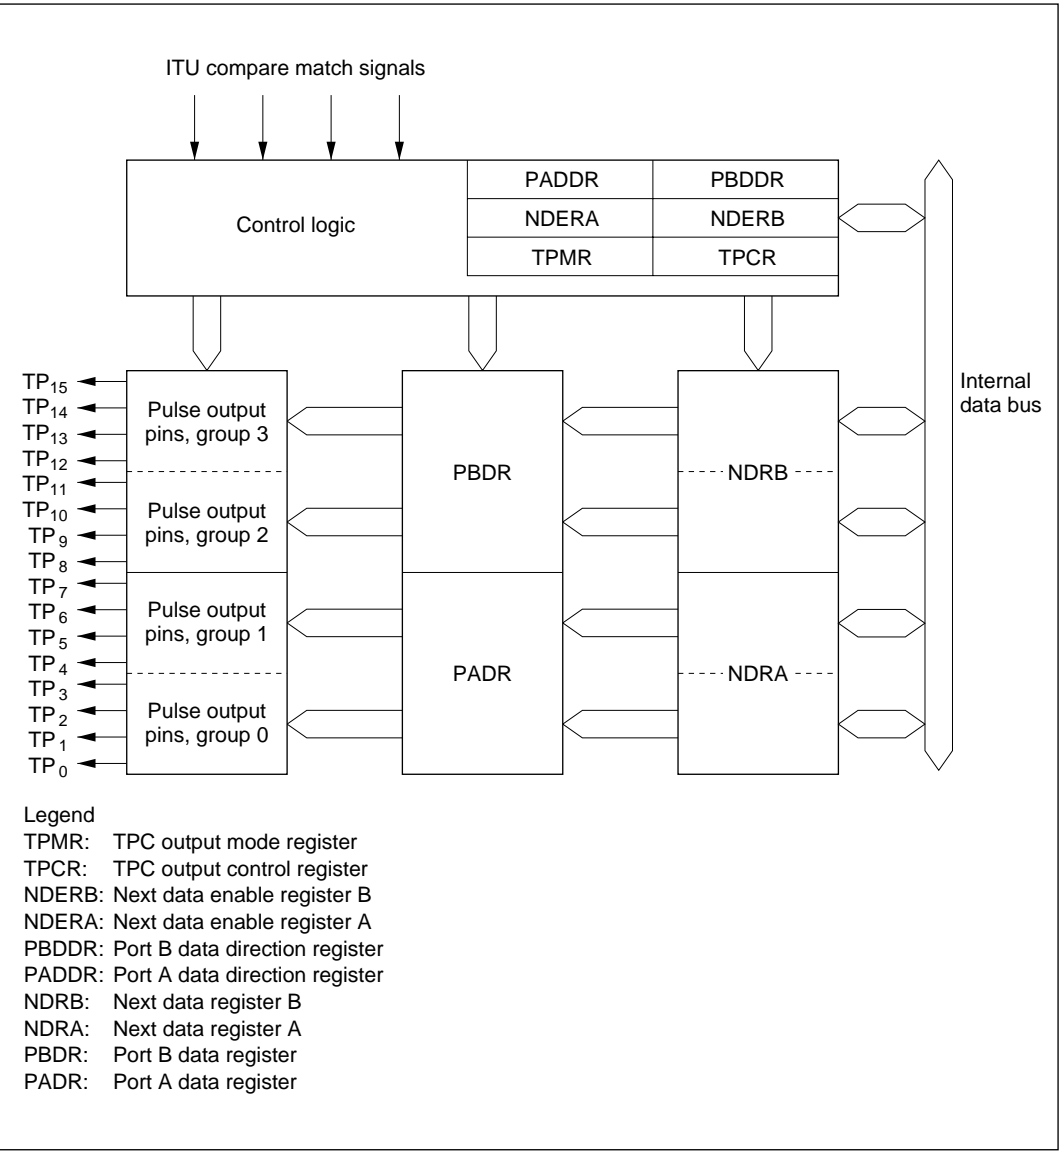 ITU compare match signals
Control logic
PADDR PBDDR
NDERA NDERB
TPMR TPCR
Internal
data bus
TP15
TP14
TP13
TP12
TP11
TP10
TP9
TP8
TP7
TP6
TP5
TP4
TP3
TP2
TP1
TP0
Pulse output
pins, group 3
Pulse output
pins, group 2
Pulse output
pins, group 1
Pulse output
pins, group 0
PBDR
PADR
NDRB
NDRA
Legend
TPMR: TPC output mode register
TPCR: TPC output control register
NDERB: Next data enable register B
NDERA: Next data enable register A
PBDDR: Port B data direction register
PADDR: Port A data direction register
NDRB: Next data register B
NDRA: Next data register A
PBDR: Port B data register
PADR: Port A data register